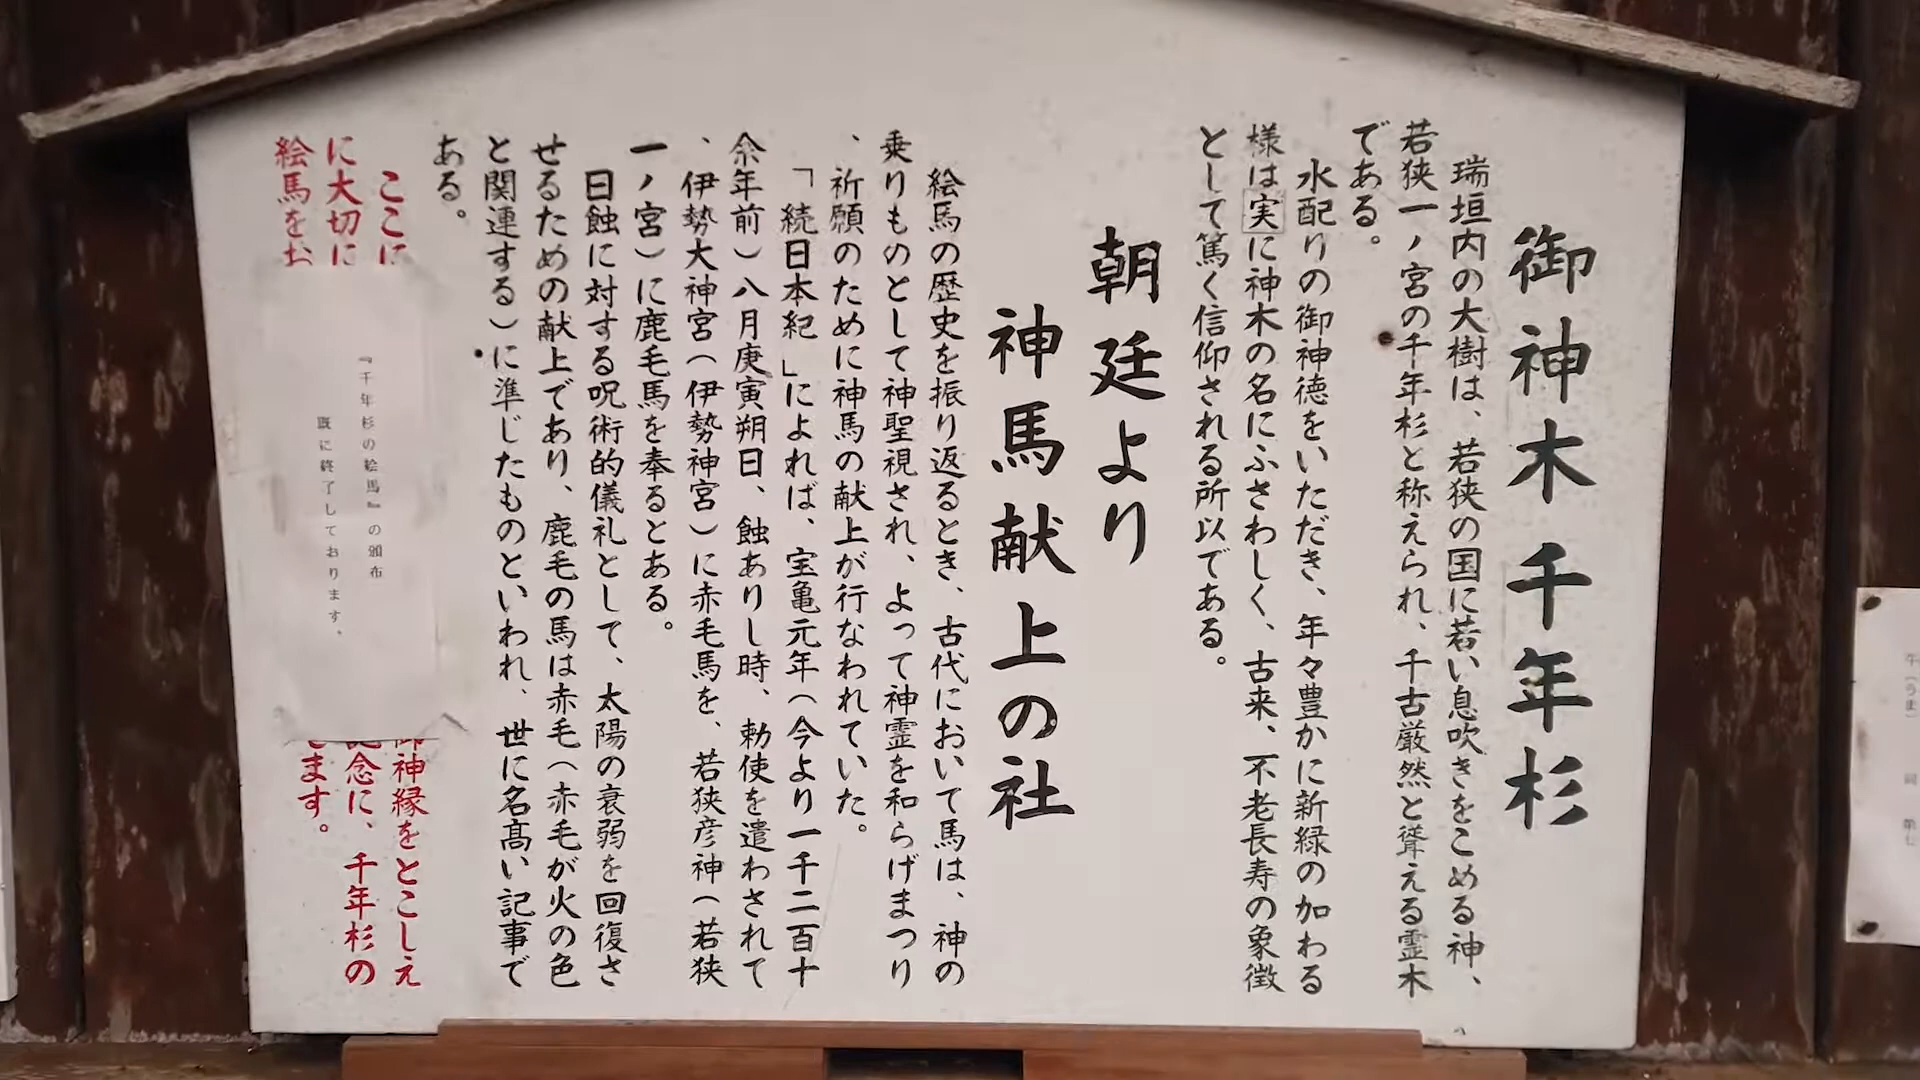 御神木千年杉
瑞垣内の大樹は、若狭の国に若い息吹きをこめる神、
若狭一ノ宮の千年杉と称えられ、千古厳然と聳える霊木
である。
水配りの御神徳をいただき、年々豊かに新緑の加わる
様は実に神木の名にふさわしく、古来、不老長寿の象徴
として篤く信仰される所以である。
朝廷より
神馬献上の社
絵馬の歴史を振り返るとき、古代において馬は、神の
乗りものとして神聖視され、よって神霊を和らげまつり
、祈願のために神馬の献上が行なわれていた。
「続日本紀」によれば、宝亀元年(今より一千二百十
余年前)八月庚寅朔日、蝕ありし時、勅使を遣わされて
、伊勢大神宮(伊勢神宮)に赤毛馬を、若狭彦神(若狭
一ノ宮)に鹿毛馬を奉るとある。
日蝕に対する呪術的儀礼として、太陽の衰弱を回復さ
せるための献上であり、鹿毛の馬は赤毛(赤毛が火の色
と関連する)に準じたものといわれ、世に名高い記事で
ある。
ここに
御神縁をとこしえ
に大切に
念に、千年杉の
絵馬をお
ます。
『千年杉の絵馬』の頒布
既に終了しております。